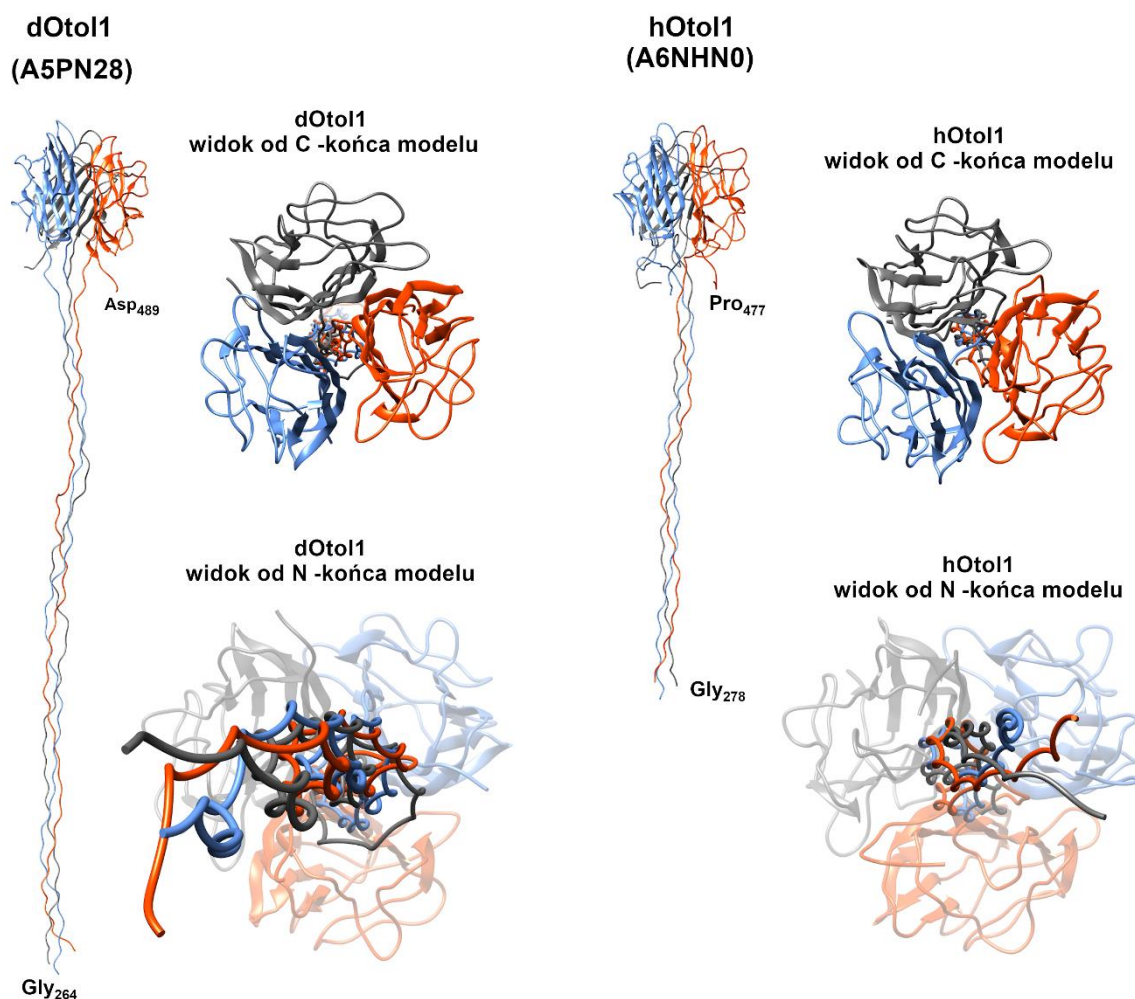 dOtol1
(A5PN28)
dOtol1
widok od C -końca modelu
Asp489
dOtol1
widok od N -końca modelu
Gly264
hOtol1
(A6NHN0)
hOtol1
widok od C -końca modelu
Pro477
hOtol1
widok od N -końca modelu
Gly278